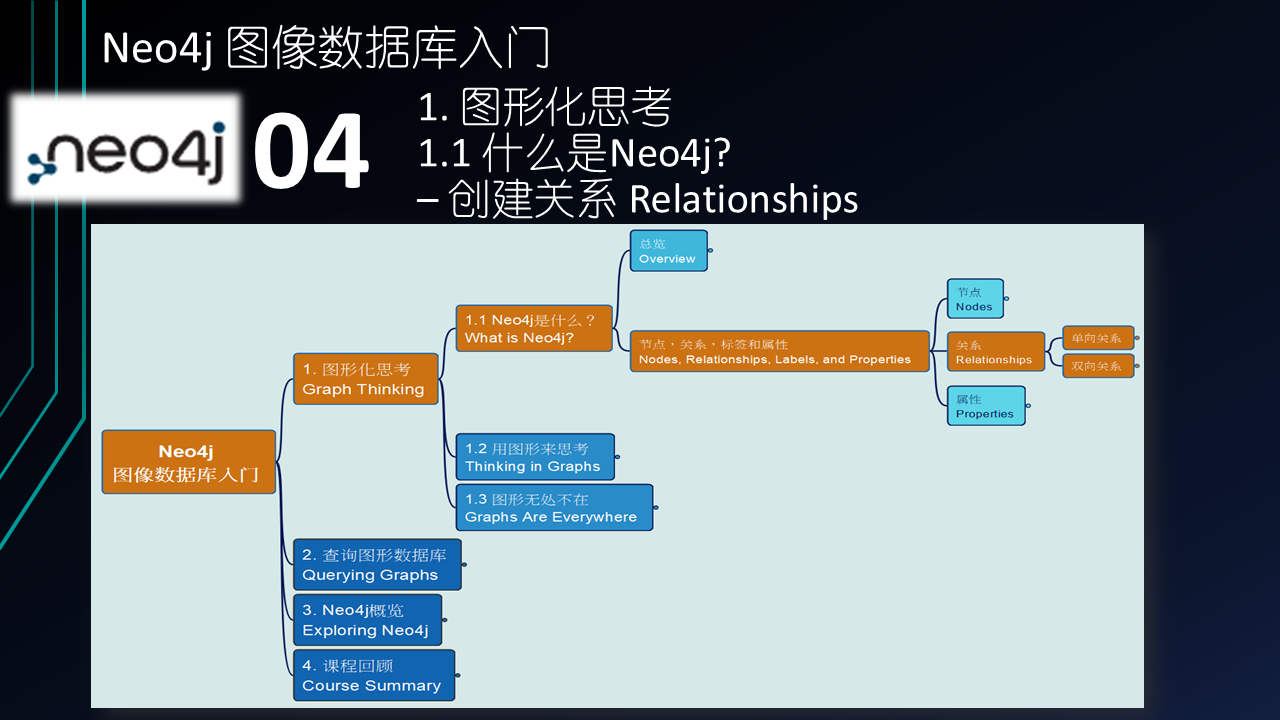 Neo4j 图像数据库入门
neo4j
04
1. 图形化思考
1.1 什么是Neo4j?
– 创建关系 Relationships
总览
Overview
节点
Nodes
1.1 Neo4j是什么？
What is Neo4j?
节点，关系，标签和属性
Nodes, Relationships, Labels, and Properties
关系
Relationships
单向关系
双向关系
1. 图形化思考
Graph Thinking
属性
Properties
Neo4j
图像数据库入门
1.2 用图形来思考
Thinking in Graphs
1.3 图形无处不在
Graphs Are Everywhere
2. 查询图形数据库
Querying Graphs
3. Neo4j概览
Exploring Neo4j
4. 课程回顾
Course Summary